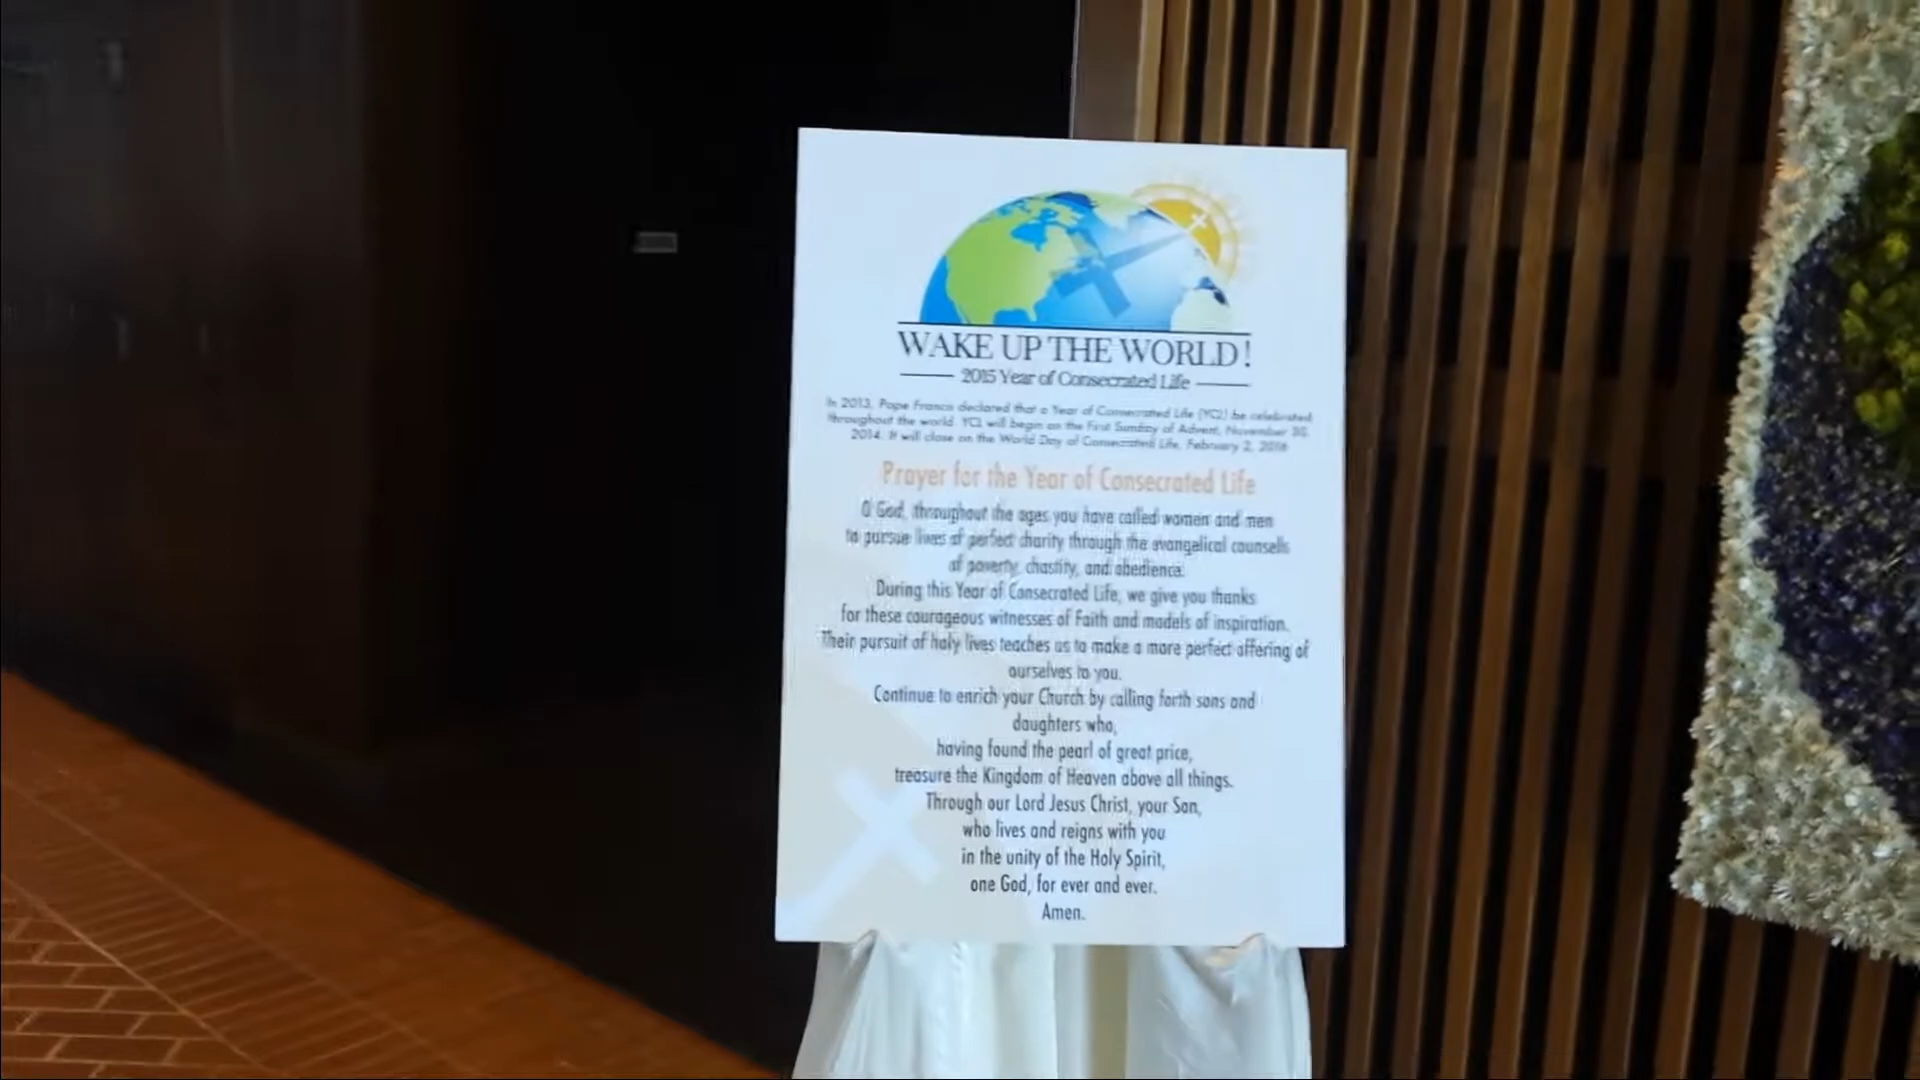 WAKE UP THE WORLD!
2015 Year of Consecrated Life
In 2013, Pope Francis declared that a Year of Consecrated Life (YCL) be celebrated
throughout the world. YCL will begin on the First Sunday of Advent, November 30,
2014. It will close on the World Day of Consecrated Life, February 2, 2016
Prayer for the Year of Consecrated Life
O God, throughout the ages you have called women and men
to pursue lives of perfect charity through the evangelical counsels
of poverty, chastity, and obedience.
During this Year of Consecrated Life, we give you thanks
for these courageous witnesses of Faith and models of inspiration.
Their pursuit of holy lives teaches us to make a more perfect offering of
ourselves to you.
Continue to enrich your Church by calling forth sons and
daughters who,
having found the pearl of great price,
treasure the Kingdom of Heaven above all things.
Through our Lord Jesus Christ, your Son,
who lives and reigns with you
in the unity of the Holy Spirit,
one God, for ever and ever.
Amen.